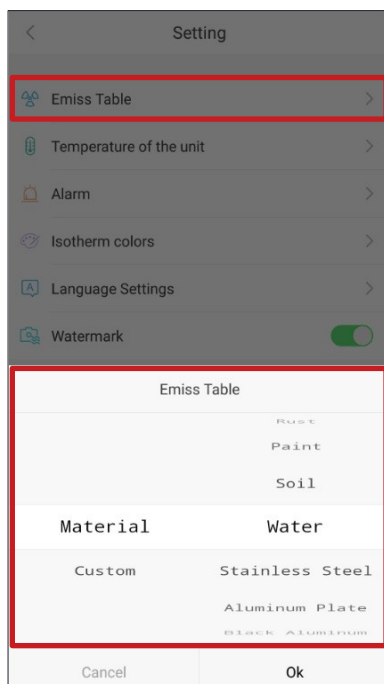 Setting
Emiss Table
Temperature of the unit
Alarm
Isotherm colors
Language Settings
Watermark
Emiss Table
Rust
Paint
Soil
Material Water
Custom Stainless Steel
Aluminum Plate
Black Aluminum
Cancel Ok